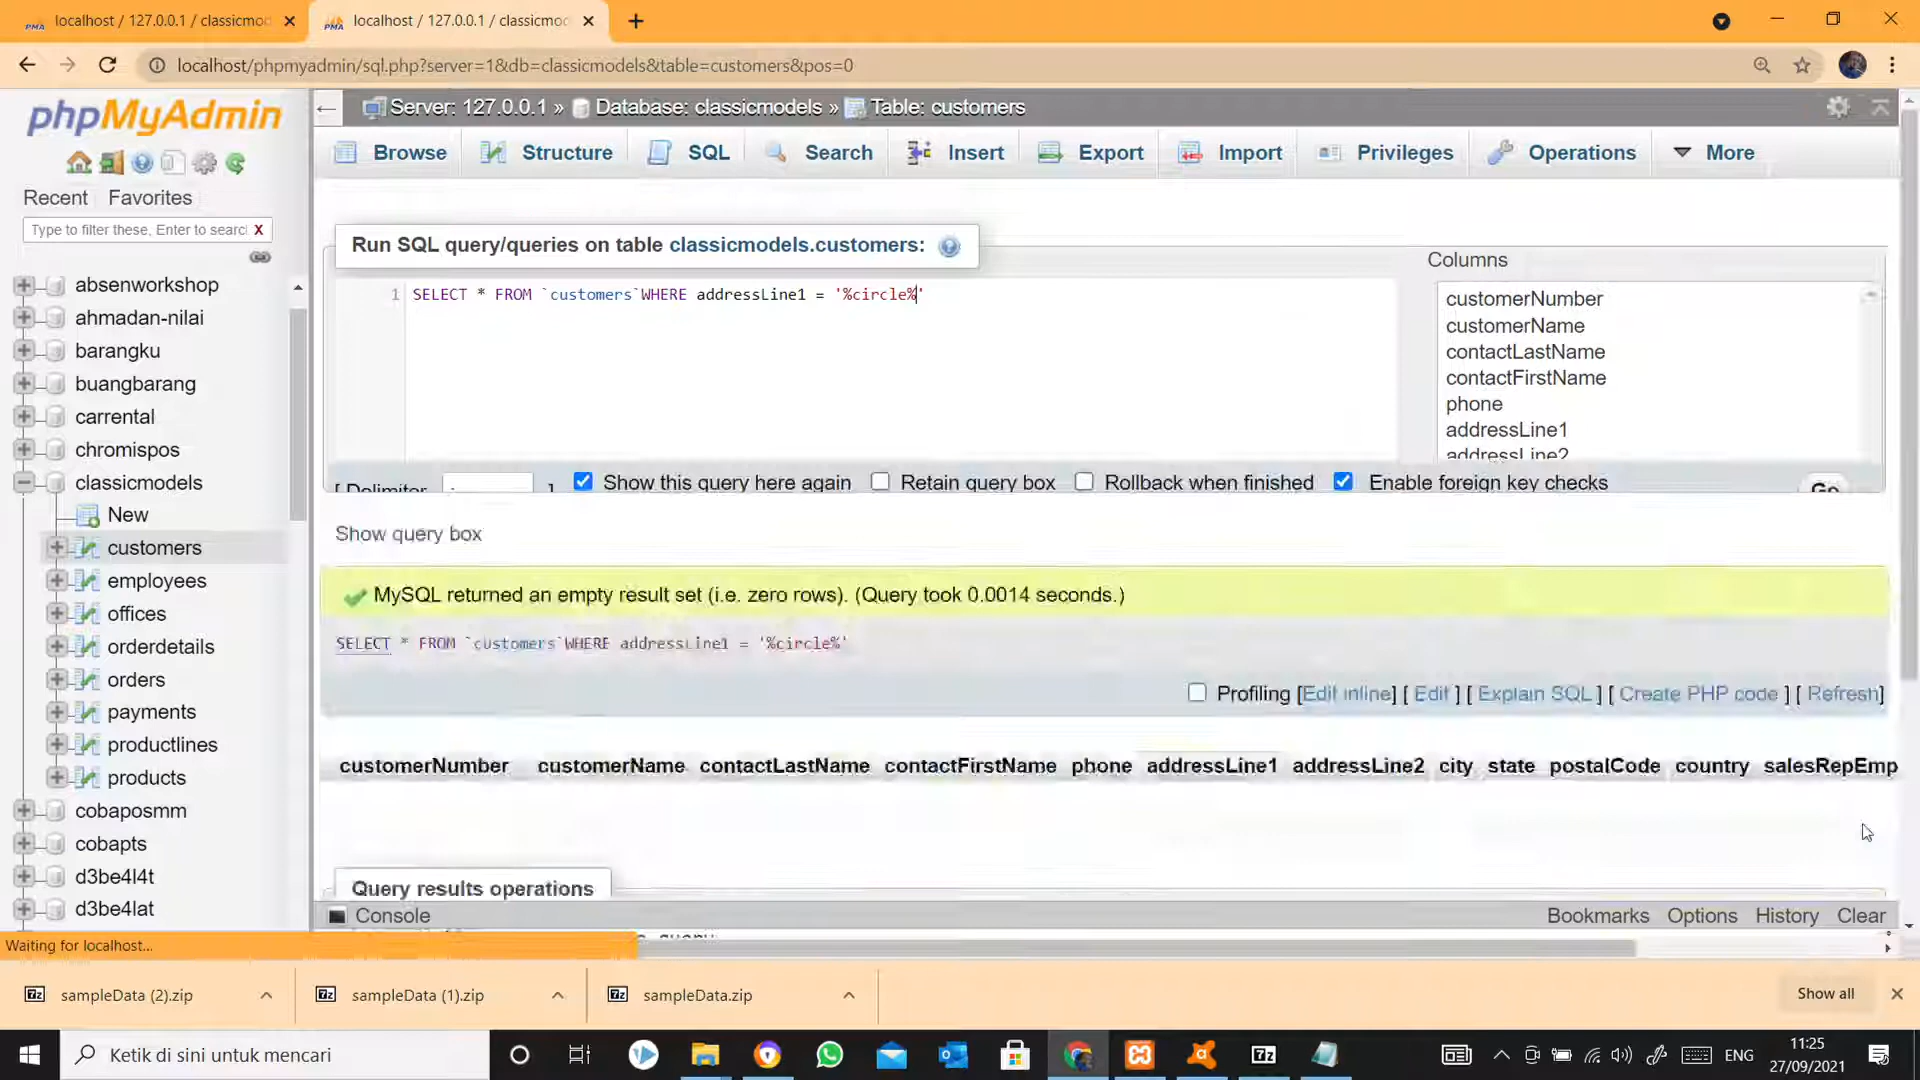 localhost / 127.0.0.1 / classicmo
localhost / 127.0.0.1 / classicmo
localhost/phpmyadmin/sql.php?server=1&db=classicmodels&table=customers&pos=0
phpMyAdmin
Recent Favorites
Type to filter these, Enter to search X
absenworkshop
ahmadan-nilai
barangku
buangbarang
carrental
chromispos
classicmodels
New
customers
employees
offices
orderdetails
orders
payments
productlines
products
cobaposmm
cobapts
d3be4l4t
d3be4lat
Server: 127.0.0.1 » Database: classicmodels » Table: customers
Browse Structure SQL Search Insert Export Import Privileges Operations More
Run SQL query/queries on table classicmodels.customers:
1 SELECT * FROM `customers`WHERE addressLine1 = '%circle%'
Columns
customerNumber
customerName
contactLastName
contactFirstName
phone
addressLine1
addressLine2
[ Delimiter ; ] Show this query here again Retain query box Rollback when finished Enable foreign key checks Go
Show query box
MySQL returned an empty result set (i.e. zero rows). (Query took 0.0014 seconds.)
SELECT * FROM `customers`WHERE addressLine1 = '%circle%'
Profiling [Edit inline] [ Edit ] [ Explain SQL ] [ Create PHP code ] [ Refresh]
customerNumber customerName contactLastName contactFirstName phone addressLine1 addressLine2 city state postalCode country salesRepEmp
Query results operations
Console Bookmarks Options History Clear
Waiting for localhost...
sampleData (2).zip sampleData (1).zip sampleData.zip Show all
Ketik di sini untuk mencari
ENG
11:25
27/09/2021